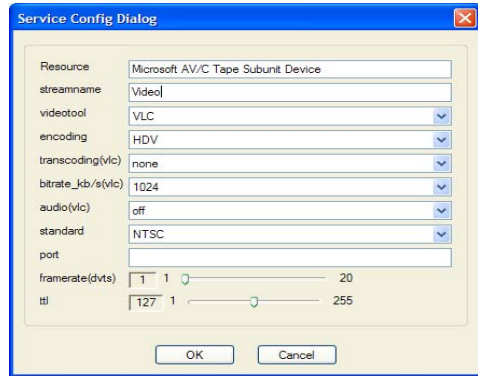 Service Config Dialog
Resource Microsoft AV/C Tape Subunit Device
streamname Video
videotool VLC
encoding HDV
transcoding(vlc) none
bitrate_kb/s(vlc) 1024
audio(vlc) off
standard NTSC
port
framerate(dvts) 1 1 20
ttl 127 1 255
OK Cancel